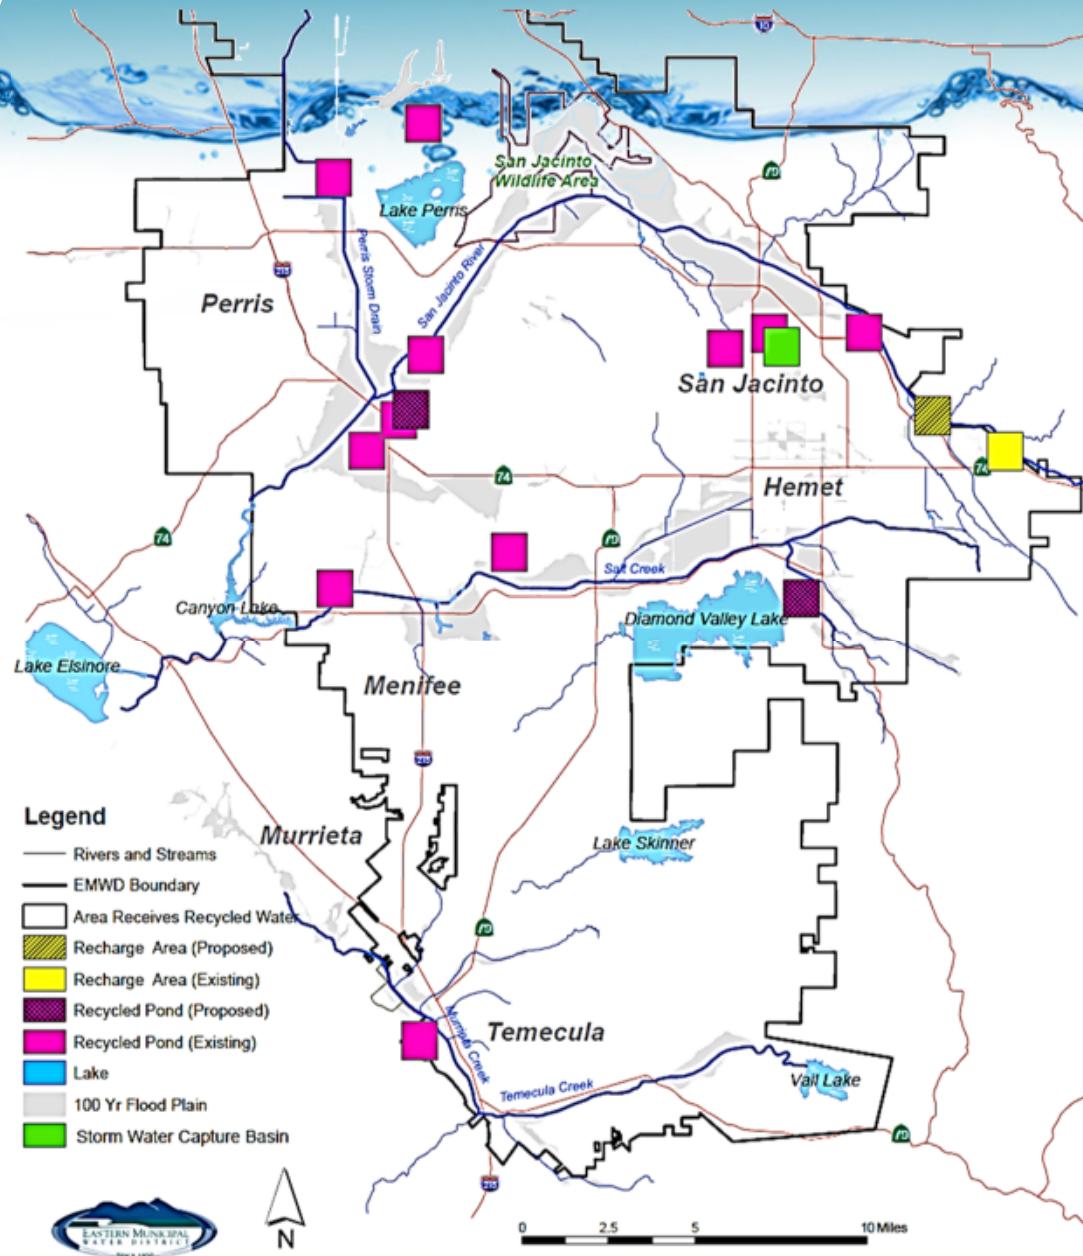 10
San Jacinto
Wildlife Area
79
Lake Perris
Perris Storm Drain
San Jacinto River
215
Perris
San Jacinto
74
74
Hemet
74
79
Salt Creek
Canyon Lake
Diamond Valley Lake
Lake Elsinore
Menifee
215
Legend
Rivers and Streams
EMWD Boundary
Area Receives Recycled Water
Recharge Area (Proposed)
Recharge Area (Existing)
Recycled Pond (Proposed)
Recycled Pond (Existing)
Lake
100 Yr Flood Plain
Storm Water Capture Basin
Murrieta
Lake Skinner
79
Murrieta Creek
Temecula
Temecula Creek
Vail Lake
79
215
EASTERN MUNICIPAL
WATER DISTRICT
N
0 2.5 5 10 Miles